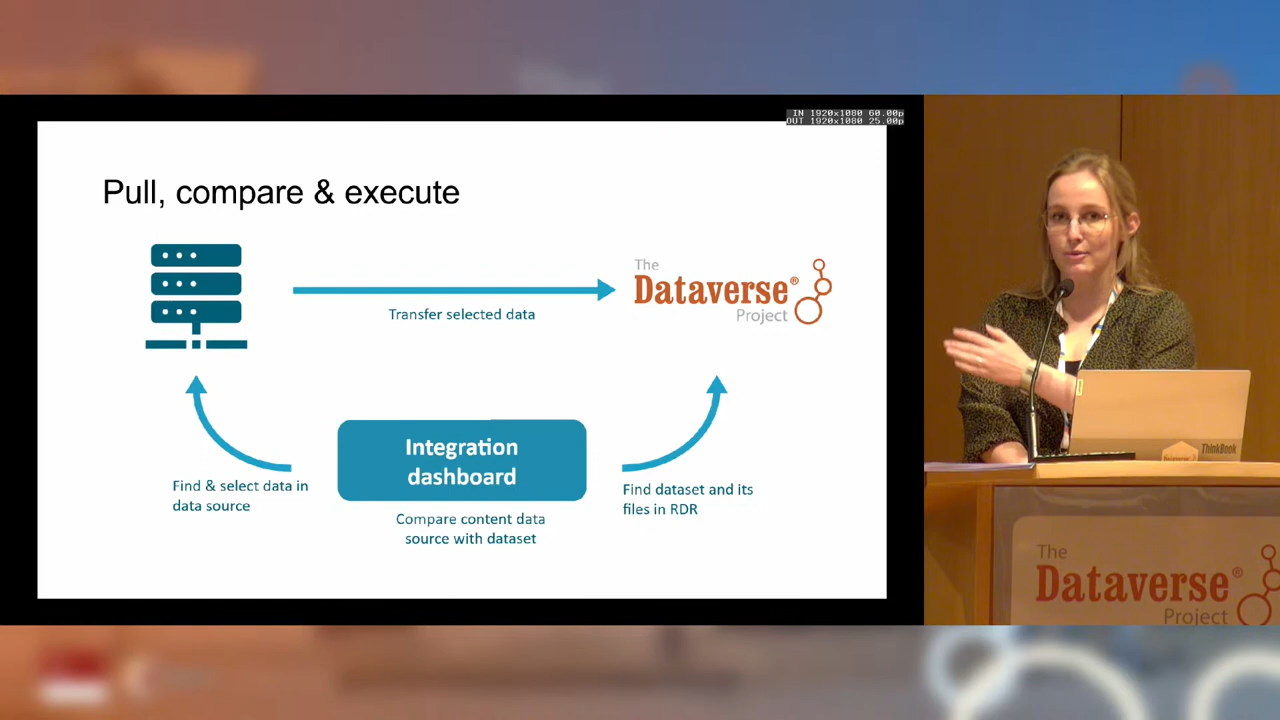 IN 1920x1080 60.00p
OUT 1920x1080 25.00p
Pull, compare & execute
The
Dataverse®
Project
Transfer selected data
Integration
dashboard
Find & select data in
data source
Find dataset and its
files in RDR
Compare content data
source with dataset
ThinkBook
The
Dataverse®
Project